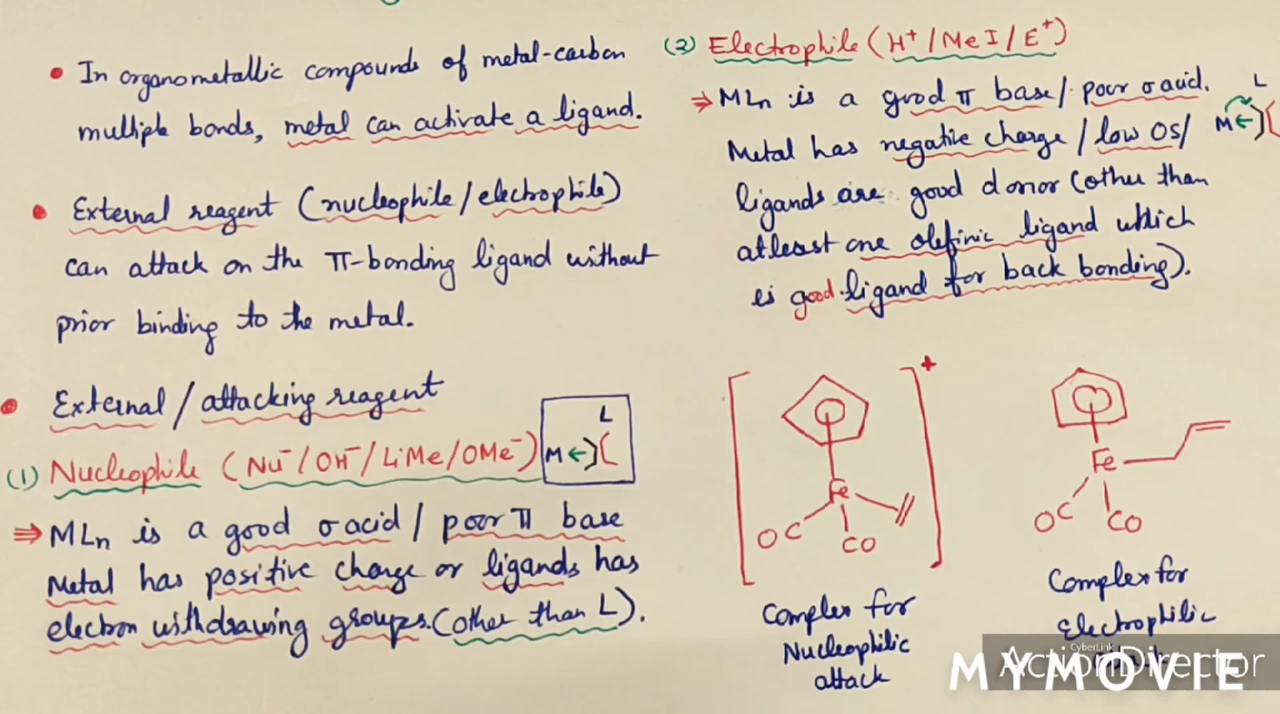 • In organometallic compounds of metal-carbon
multiple bonds, metal can activate a ligand.
• External reagent (nucleophile/electrophile)
can attack on the π-bonding ligand without
prior binding to the metal.
• External / attacking reagent
(1) Nucleophile (Nu⁻/OH⁻/LiMe/OMe⁻)
L
M ←
⇒ MLn is a good σ acid / poor π base
Metal has positive charge or ligands has
electron withdrawing groups.(other than L).
(2) Electrophile (H⁺/MeI/E⁺)
⇒ MLn is a good π base/ poor σ acid.
L
M ←
Metal has negative charge / low OS/
ligands are good donor (other than
atleast one olefinic ligand which
is good ligand for back bonding).
+
Fe
OC
CO
Complex for
Nucleophilic
attack
Fe
OC
CO
Complex for
Electrophilic
CyberLink
ActionDirector
MYMOVIE